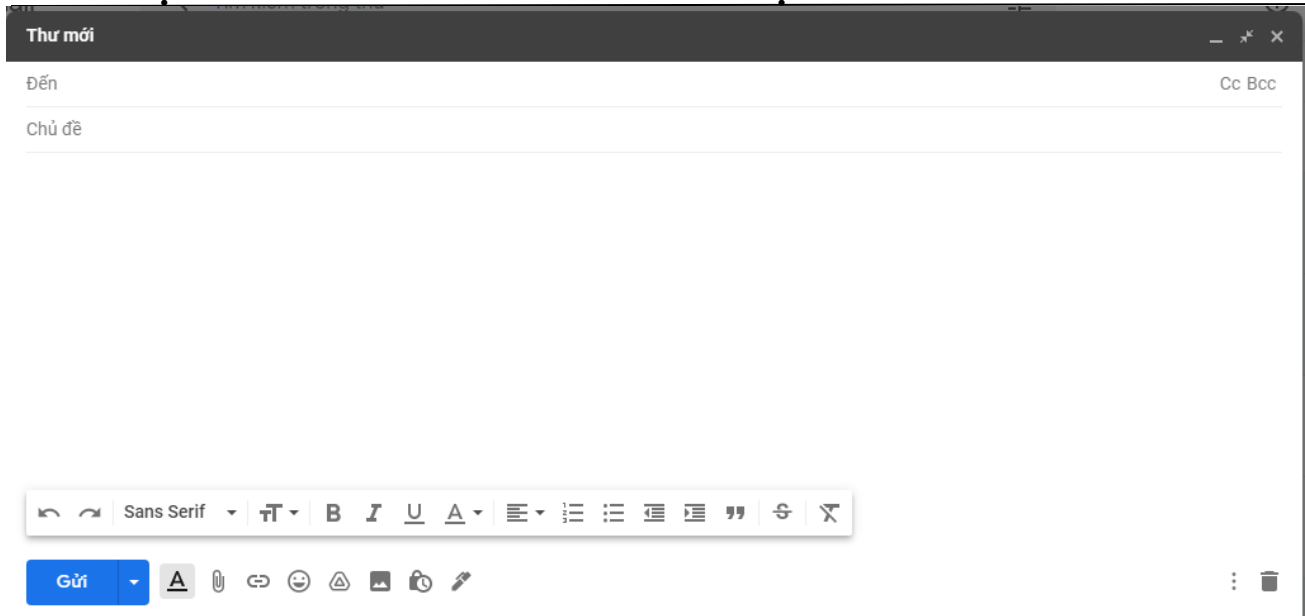 Thư mới
Đến Cc Bcc
Chủ đề
Sans Serif
Gửi